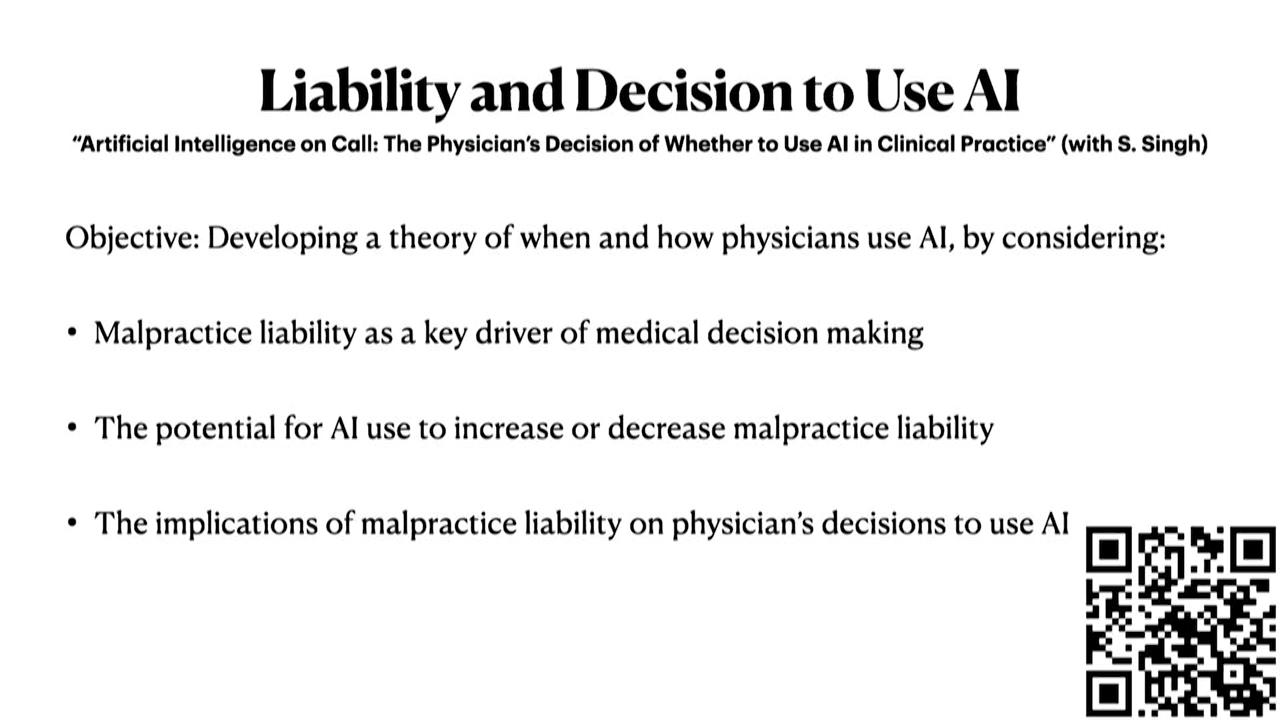 Liability and Decision to Use AI
“Artificial Intelligence on Call: The Physician’s Decision of Whether to Use AI in Clinical Practice” (with S. Singh)
Objective: Developing a theory of when and how physicians use AI, by considering:
• Malpractice liability as a key driver of medical decision making
• The potential for AI use to increase or decrease malpractice liability
• The implications of malpractice liability on physician’s decisions to use AI